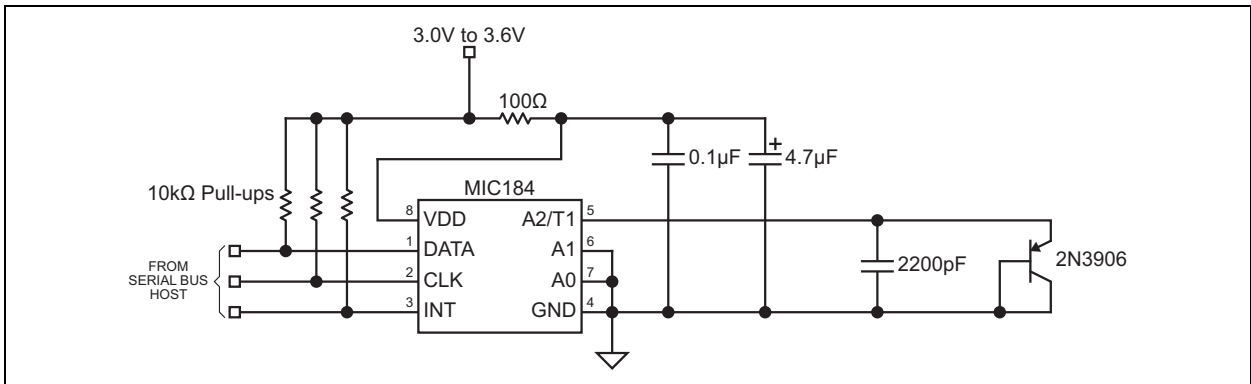 3.0V to 3.6V
100Ω
0.1µF
+
4.7µF
10kΩ Pull-ups
MIC184
8 VDD
A2/T1 5
1 DATA
A1 6
2 CLK
A0 7
3 INT
GND 4
FROM
SERIAL BUS
HOST
2200pF
2N3906